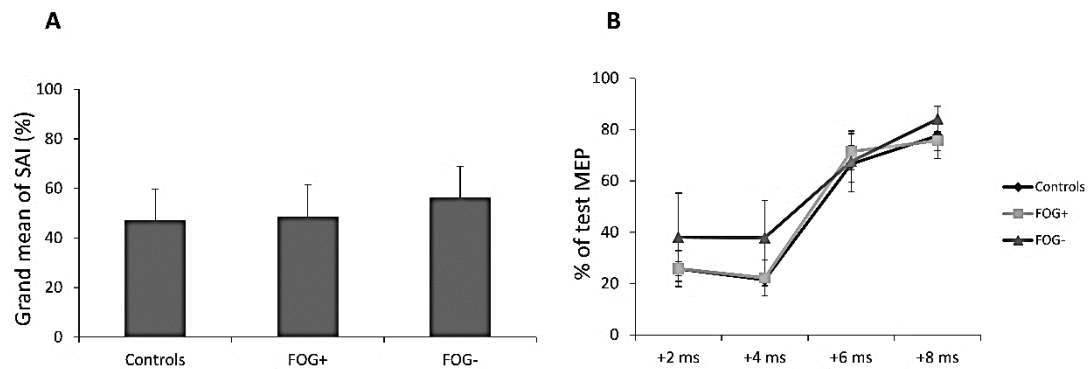 A
Grand mean of SAI (%)
100
80
60
40
20
0
Controls
FOG+
FOG-
B
% of test MEP
100
80
60
40
20
0
+2 ms
+4 ms
+6 ms
+8 ms
Controls
FOG+
FOG-